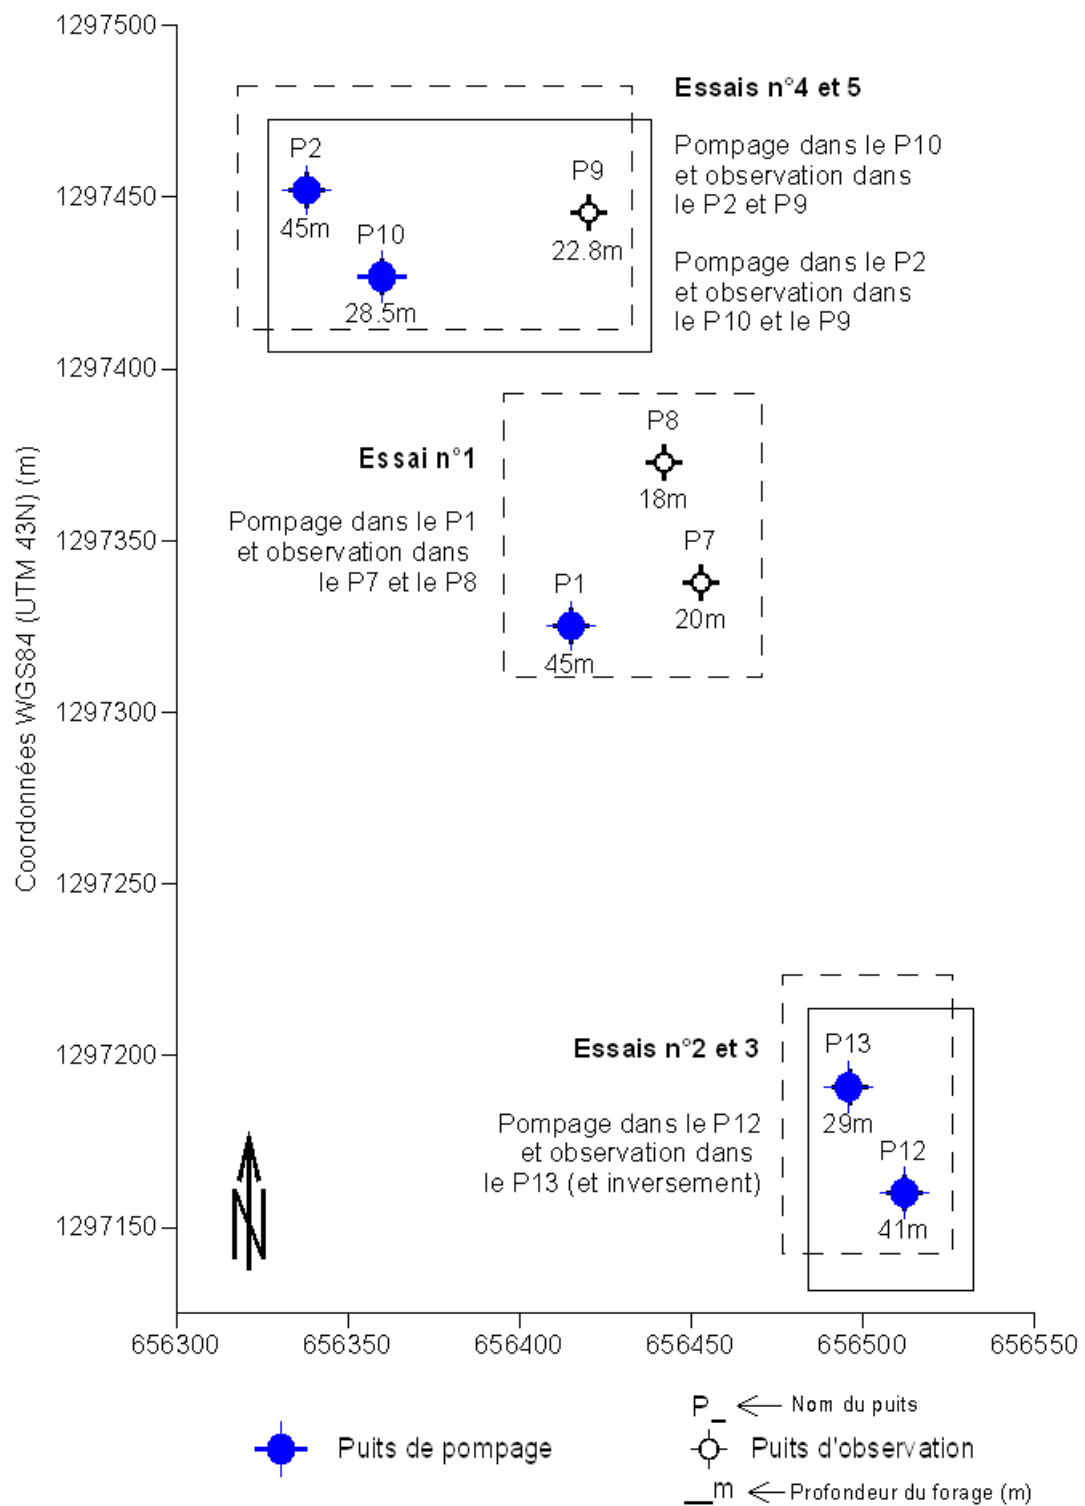 1297500
1297450
1297400
1297350
1297300
1297250
1297200
1297150
Coordonnées WGS84 (UTM 43N) (m)
Essais n°4 et 5
Pompage dans le P10
et observation dans
le P2 et P9
Pompage dans le P2
et observation dans
le P10 et le P9
P2
45m
P10
28.5m
P9
22.8m
Essai n°1
Pompage dans le P1
et observation dans
le P7 et le P8
P8
18m
P7
20m
P1
45m
Essais n°2 et 3
Pompage dans le P12
et observation dans
le P13 (et inversement)
P13
29m
P12
41m
N
656300 656350 656400 656450 656500 656550
Puits de pompage
P_ Nom du puits
Puits d'observation
__m Profondeur du forage (m)